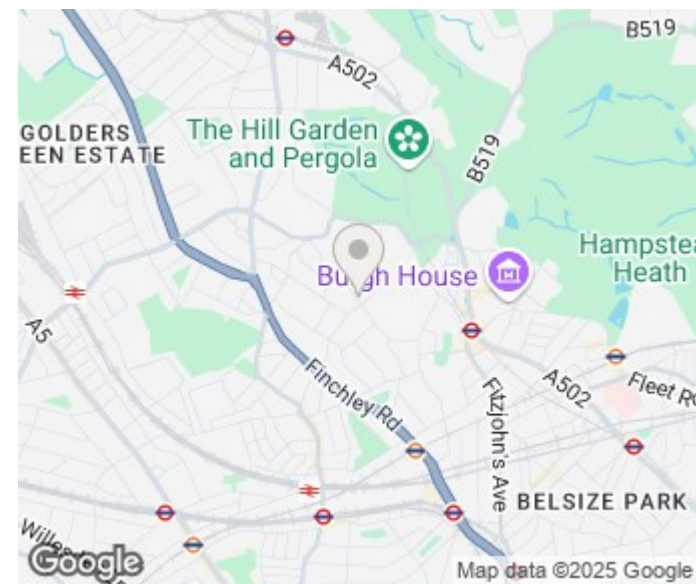 B519
A502
GOLDERS
EEN ESTATE
The Hill Garden
and Pergola
B519
Hampstea
Heath
Burgh House
A5
A502
Fleet R
Finchley Rd
Fitzjohn's Ave
BELSIZE PARK
Google
Map data ©2025 Google